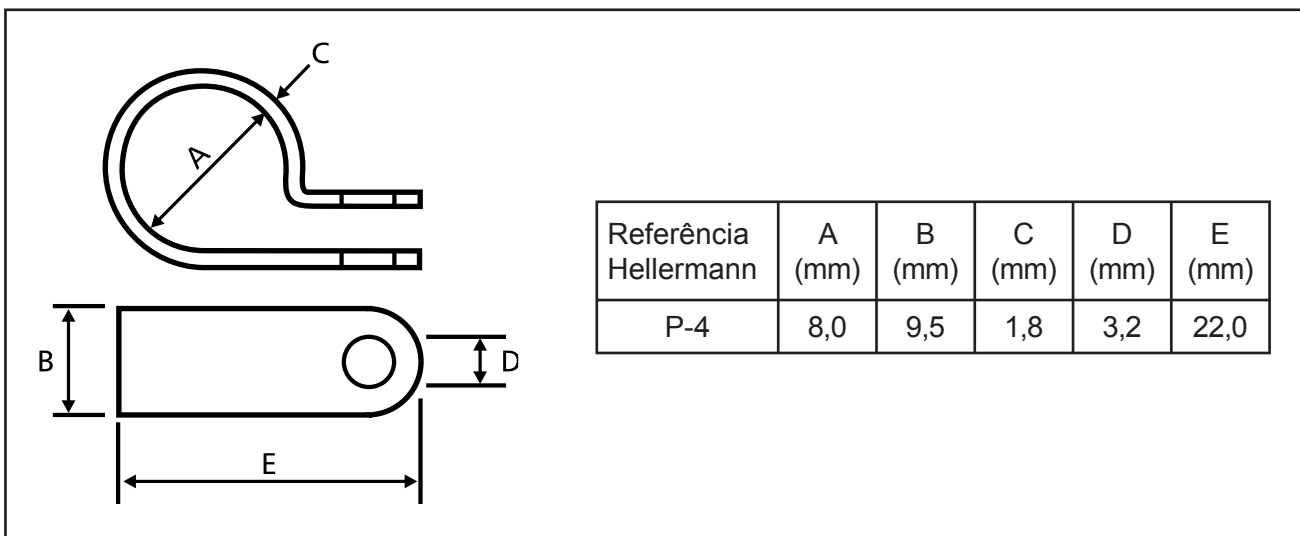 C
A
B
D
E
Referência Hellermann
A (mm)
B (mm)
C (mm)
D (mm)
E (mm)
P-4
8,0
9,5
1,8
3,2
22,0